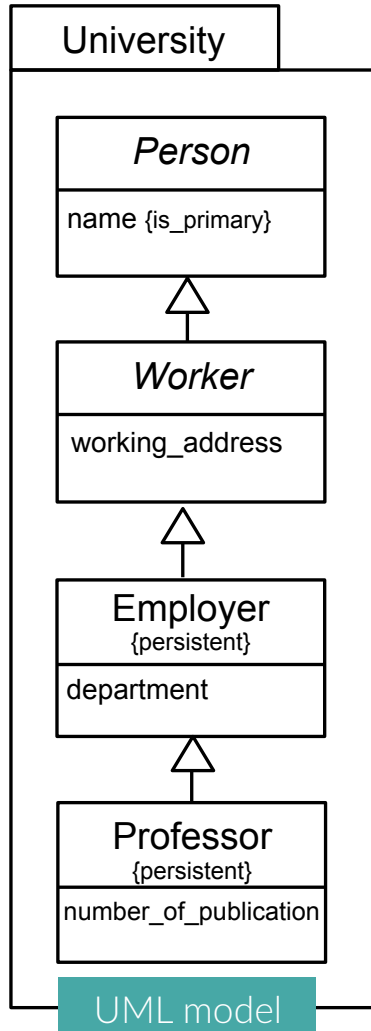 University
Person
name {is_primary}
Worker
working_address
Employer
{persistent}
department
Professor
{persistent}
number_of_publication
UML model